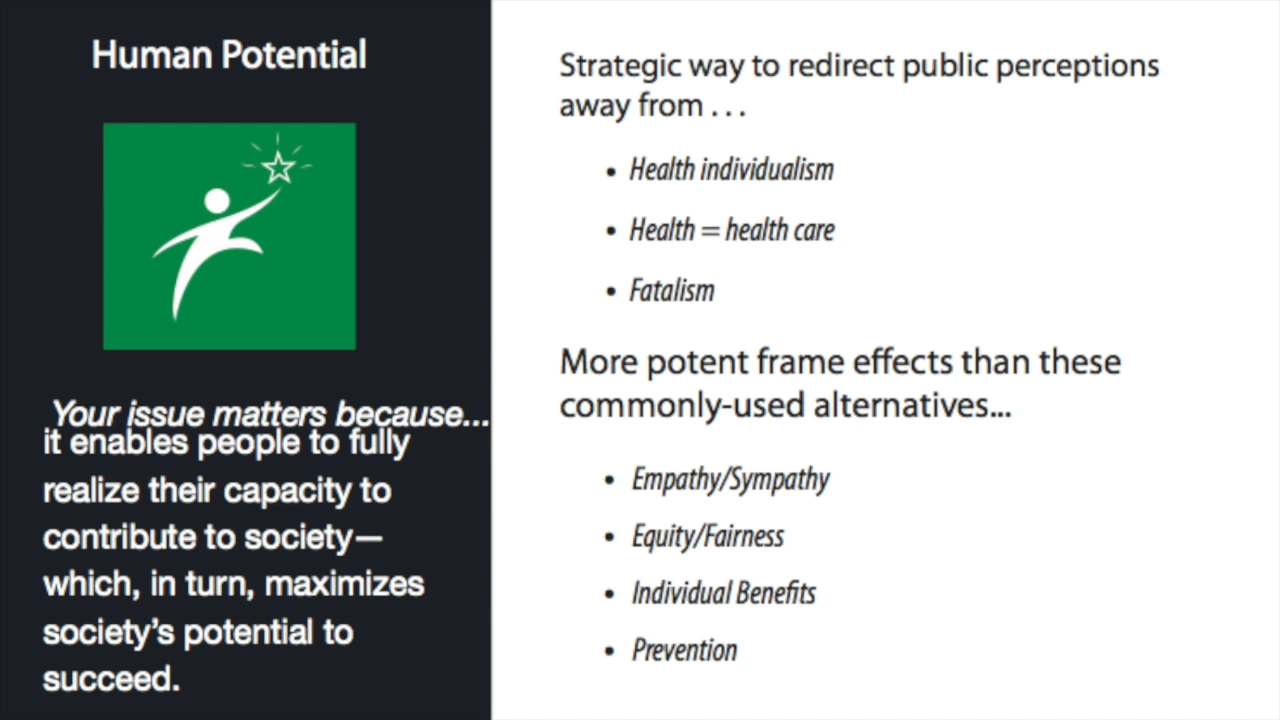 Human Potential
Your issue matters because...
it enables people to fully
realize their capacity to
contribute to society—
which, in turn, maximizes
society's potential to
succeed.
Strategic way to redirect public perceptions
away from . . .
• Health individualism
• Health = health care
• Fatalism
More potent frame effects than these
commonly-used alternatives...
• Empathy/Sympathy
• Equity/Fairness
• Individual Benefits
• Prevention